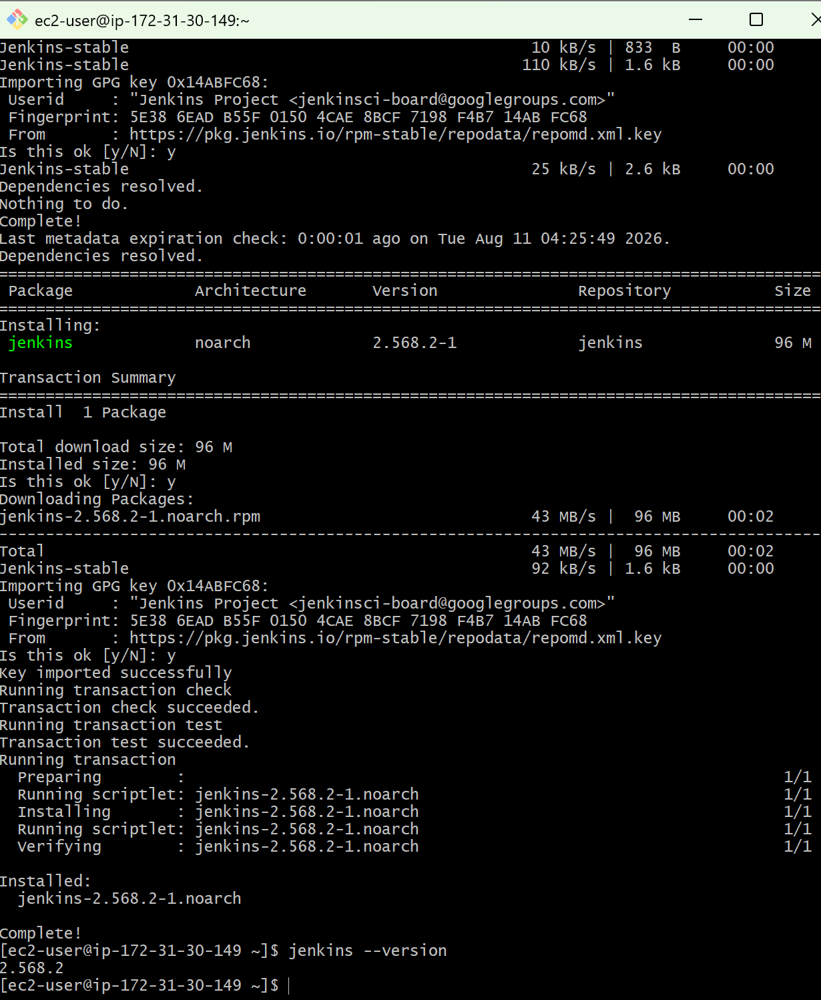 ec2-user@ip-172-31-30-149:~
Jenkins-stable 10 kB/s | 833 B 00:00
Jenkins-stable 110 kB/s | 1.6 kB 00:00
Importing GPG key 0x14ABFC68:
Userid : "Jenkins Project <jenkinsci-board@googlegroups.com>"
Fingerprint: 5E38 6EAD B55F 0150 4CAE 8BCF 7198 F4B7 14AB FC68
From : https://pkg.jenkins.io/rpm-stable/repodata/repomd.xml.key
Is this ok [y/N]: y
Jenkins-stable 25 kB/s | 2.6 kB 00:00
Dependencies resolved.
Nothing to do.
Complete!
Last metadata expiration check: 0:00:01 ago on Tue Aug 11 04:25:49 2026.
Dependencies resolved.
================================================================================
Package Architecture Version Repository Size
================================================================================
Installing:
jenkins noarch 2.568.2-1 jenkins 96 M

Transaction Summary
================================================================================
Install 1 Package

Total download size: 96 M
Installed size: 96 M
Is this ok [y/N]: y
Downloading Packages:
jenkins-2.568.2-1.noarch.rpm 43 MB/s | 96 MB 00:02
--------------------------------------------------------------------------------
Total 43 MB/s | 96 MB 00:02
Jenkins-stable 92 kB/s | 1.6 kB 00:00
Importing GPG key 0x14ABFC68:
Userid : "Jenkins Project <jenkinsci-board@googlegroups.com>"
Fingerprint: 5E38 6EAD B55F 0150 4CAE 8BCF 7198 F4B7 14AB FC68
From : https://pkg.jenkins.io/rpm-stable/repodata/repomd.xml.key
Is this ok [y/N]: y
Key imported successfully
Running transaction check
Transaction check succeeded.
Running transaction test
Transaction test succeeded.
Running transaction
Preparing : 1/1
Running scriptlet: jenkins-2.568.2-1.noarch 1/1
Installing : jenkins-2.568.2-1.noarch 1/1
Running scriptlet: jenkins-2.568.2-1.noarch 1/1
Verifying : jenkins-2.568.2-1.noarch 1/1

Installed:
jenkins-2.568.2-1.noarch

Complete!
[ec2-user@ip-172-31-30-149 ~]$ jenkins --version
2.568.2
[ec2-user@ip-172-31-30-149 ~]$